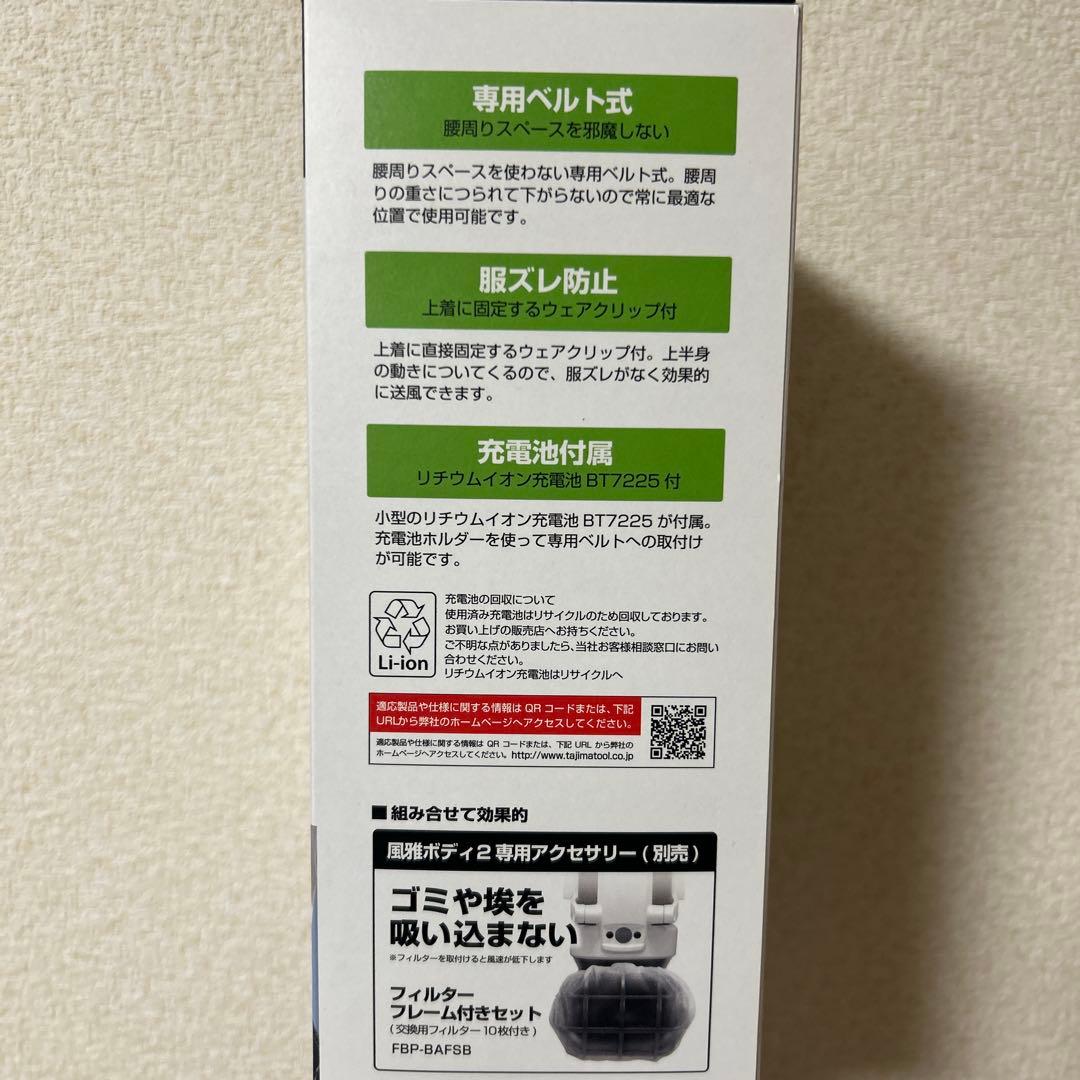 専用ベルト式
腰周りスペースを邪魔しない
腰周りスペースを使わない専用ベルト式。腰周
りの重さにつられて下がらないので常に最適な
位置で使用可能です。
服ズレ防止
上着に固定するウェアクリップ付
上着に直接固定するウェアクリップ付。上半身
の動きについてくるので、服ズレがなく効果的
に送風できます。
充電池付属
リチウムイオン充電池 BT7225 付
小型のリチウムイオン充電池 BT7225 が付属。
充電池ホルダーを使って専用ベルトへの取付け
が可能です。
充電池の回収について
使用済み充電池はリサイクルのため回収しております。
お買い上げの販売店へお持ちください。
ご不明な点がありましたら、当社お客様相談窓口にお問い
合わせください。
リチウムイオン充電池はリサイクルへ
Li-ion
適応製品や仕様に関する情報は QR コードまたは、下記
URLから弊社のホームページへアクセスしてください。
適応製品や仕様に関する情報は QR コードまたは、下記 URL から弊社の
ホームページへアクセスしてください。http://www.tajimatool.co.jp
■ 組み合せて効果的
風雅ボディ2 専用アクセサリー ( 別売 )
ゴミや埃を
吸い込まない
※フィルターを取付けると風速が低下します
フィルター
フレーム付きセット
( 交換用フィルター 10枚付き )
FBP-BAFSB